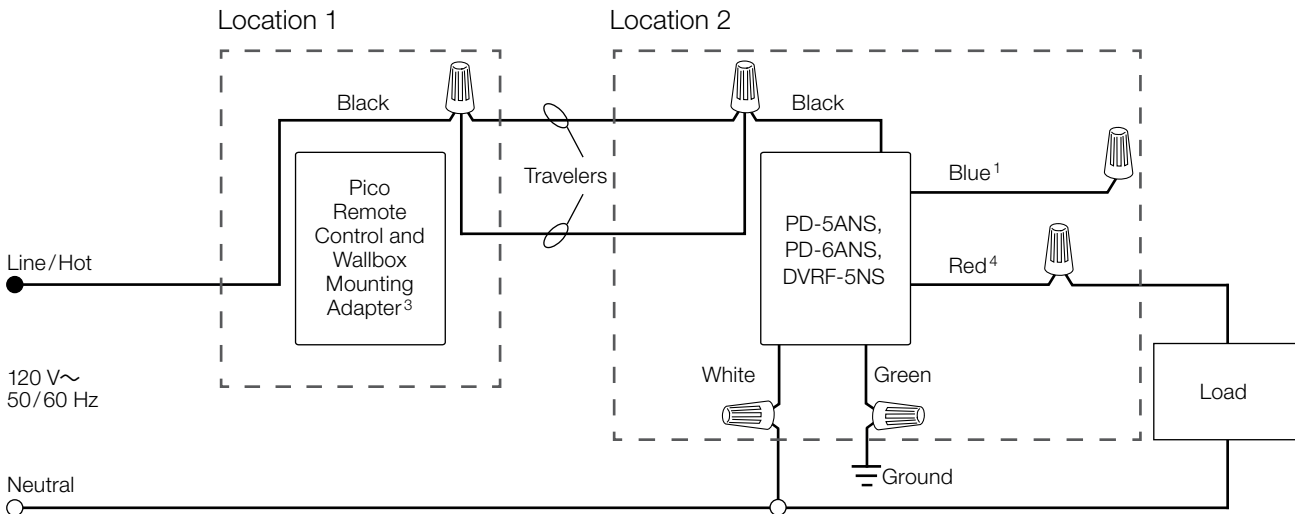 Location 1
Location 2
Black
Black
Travelers
Blue¹
Pico
Remote
Control and
Wallbox
Mounting
Adapter³
PD-5ANS,
PD-6ANS,
DVRF-5NS
Red⁴
Line/Hot
120 V~
50/60 Hz
White
Green
Load
Ground
Neutral